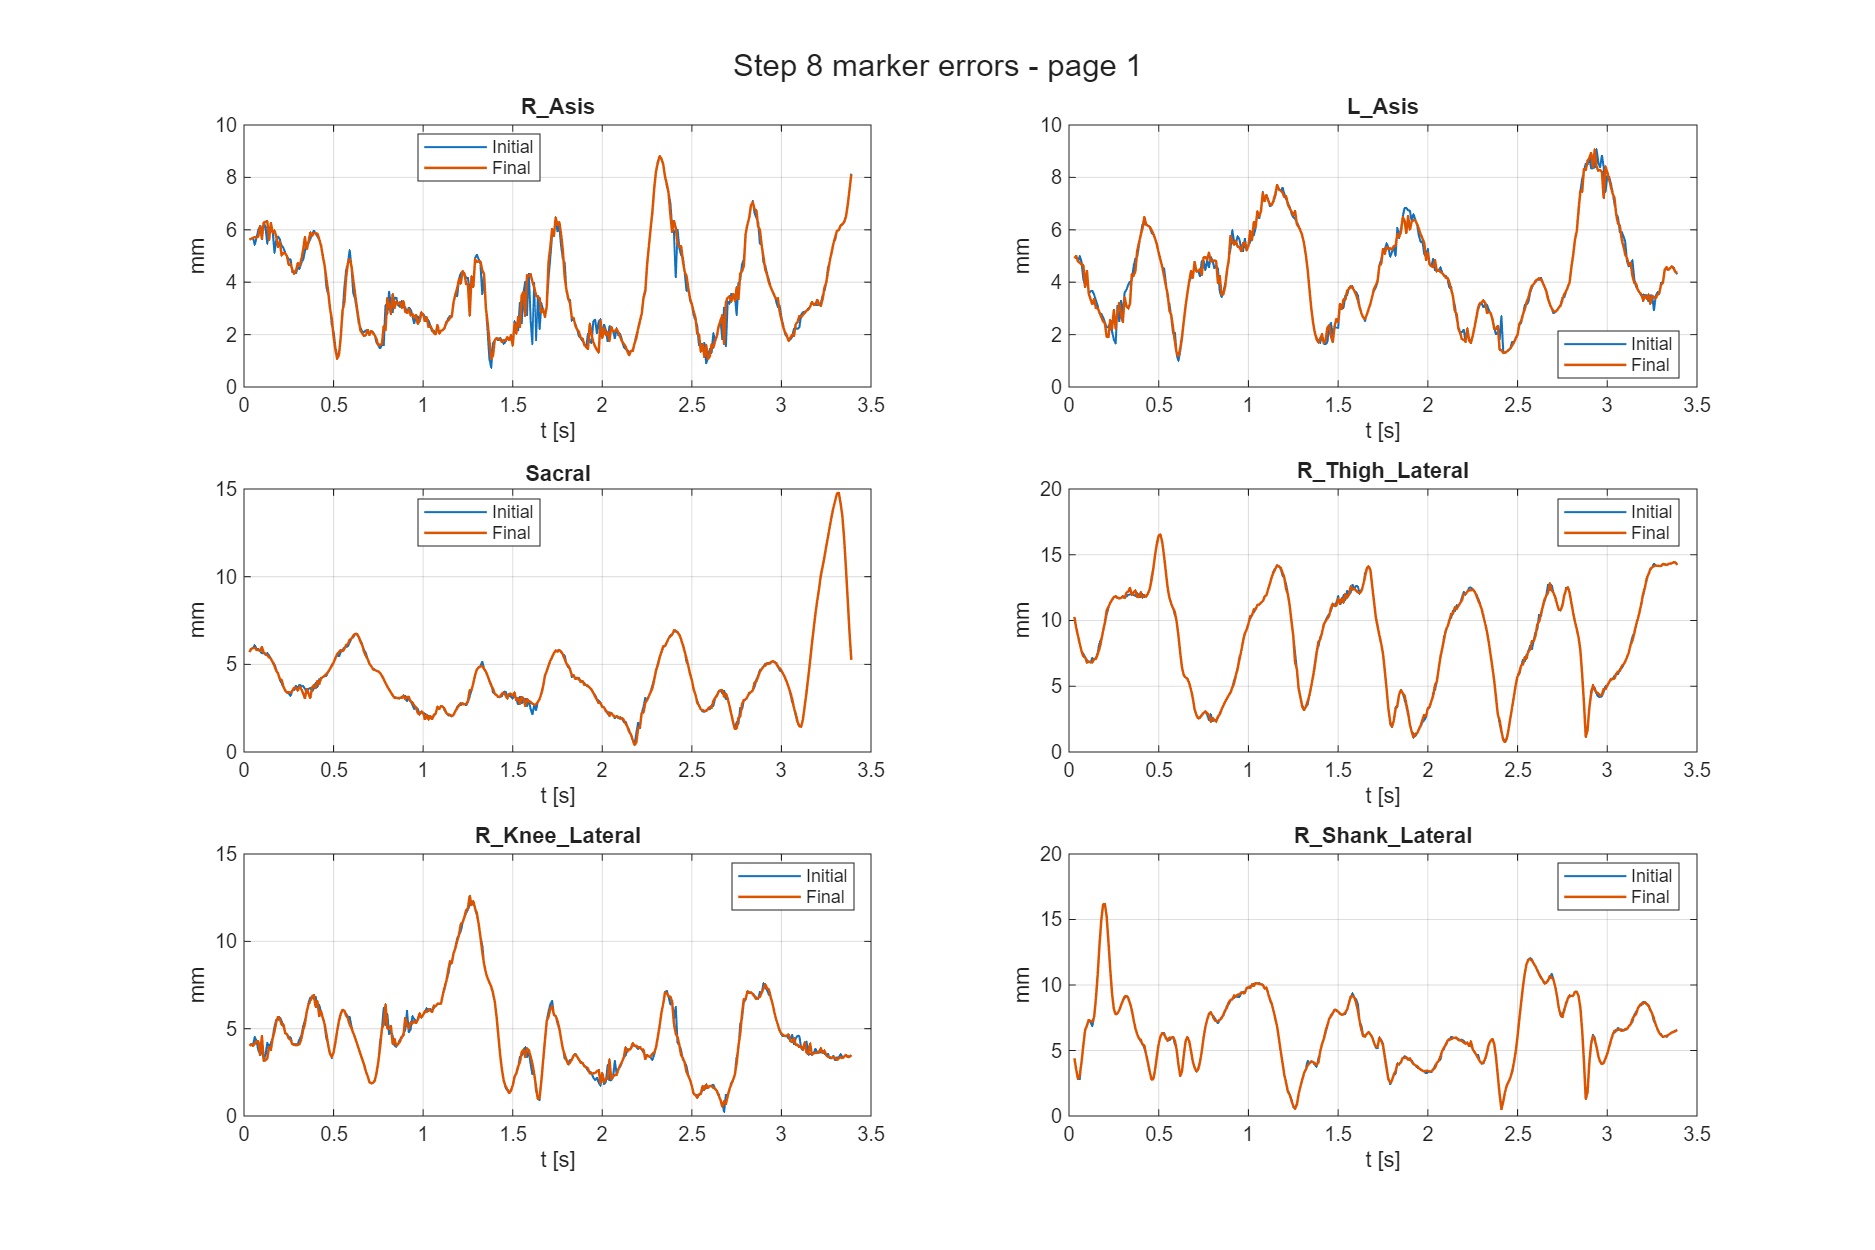 Step 8 marker errors - page 1
R_Asis
10
8
6
4
2
0
mm
0 0.5 1 1.5 2 2.5 3 3.5
t [s]
Initial
Final
L_Asis
10
8
6
4
2
0
mm
0 0.5 1 1.5 2 2.5 3 3.5
t [s]
Initial
Final
Sacral
15
10
5
0
mm
0 0.5 1 1.5 2 2.5 3 3.5
t [s]
Initial
Final
R_Thigh_Lateral
20
15
10
5
0
mm
0 0.5 1 1.5 2 2.5 3 3.5
t [s]
Initial
Final
R_Knee_Lateral
15
10
5
0
mm
0 0.5 1 1.5 2 2.5 3 3.5
t [s]
Initial
Final
R_Shank_Lateral
20
15
10
5
0
mm
0 0.5 1 1.5 2 2.5 3 3.5
t [s]
Initial
Final